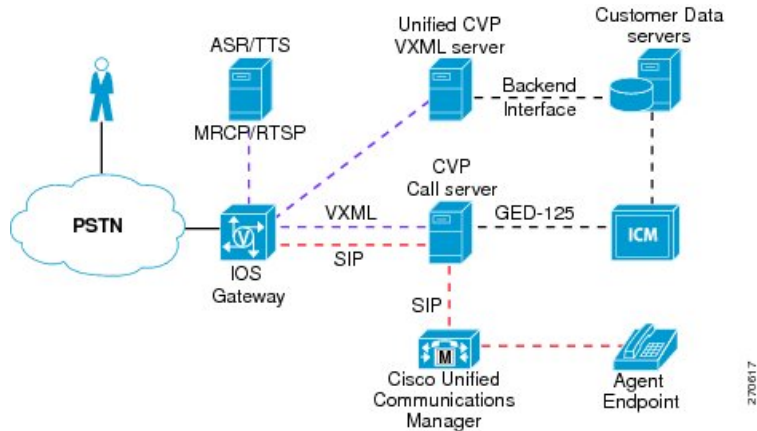 ASR/TTS
MRCP/RTSP
Unified CVP
VXML server
Customer Data
servers
Backend
Interface
CVP
Call server
PSTN
V
IOS
Gateway
VXML
SIP
GED-125
ICM
SIP
M
Cisco Unified
Communications
Manager
Agent
Endpoint
270617